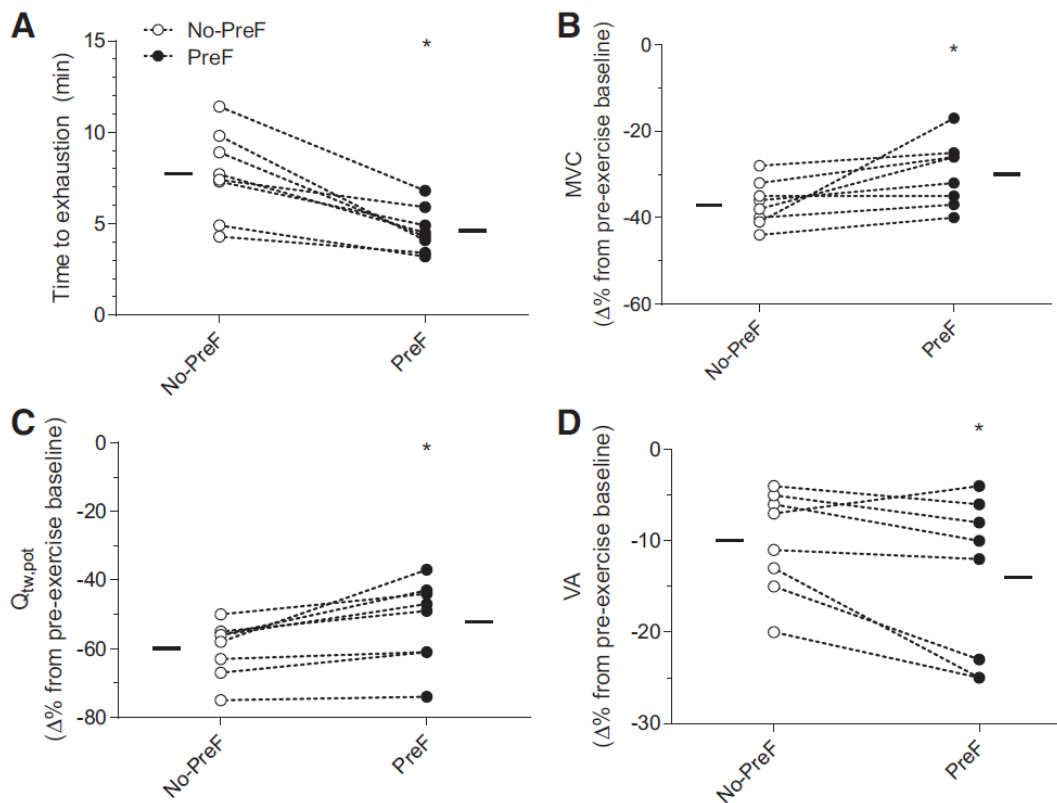 A
No-PreF
PreF
*
Time to exhaustion (min)
15
10
5
0
No-PreF
PreF
B
*
MVC
(Δ% from pre-exercise baseline)
0
-20
-40
-60
No-PreF
PreF
C
*
Qtw,pot
(Δ% from pre-exercise baseline)
0
-20
-40
-60
-80
No-PreF
PreF
D
*
VA
(Δ% from pre-exercise baseline)
0
-10
-20
-30
No-PreF
PreF